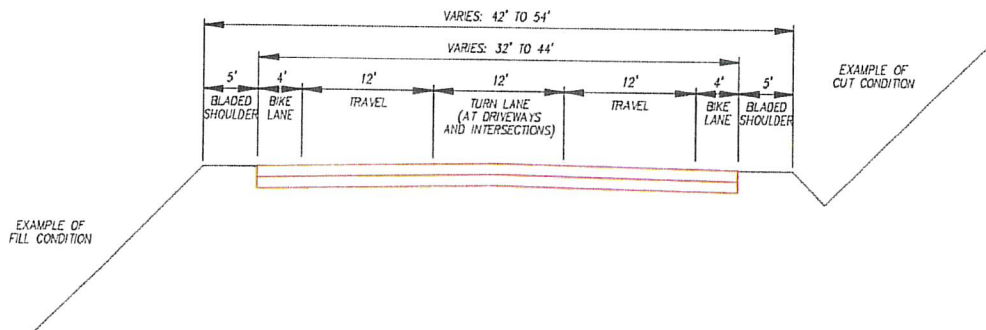 VARIES: 42' TO 54'
VARIES: 32' TO 44'
5'
4'
12'
12'
12'
4'
5'
BLADED
SHOULDER
BIKE
LANE
TRAVEL
TURN LANE
(AT DRIVEWAYS
AND INTERSECTIONS)
TRAVEL
BIKE
LANE
BLADED
SHOULDER
EXAMPLE OF
CUT CONDITION
EXAMPLE OF
FILL CONDITION